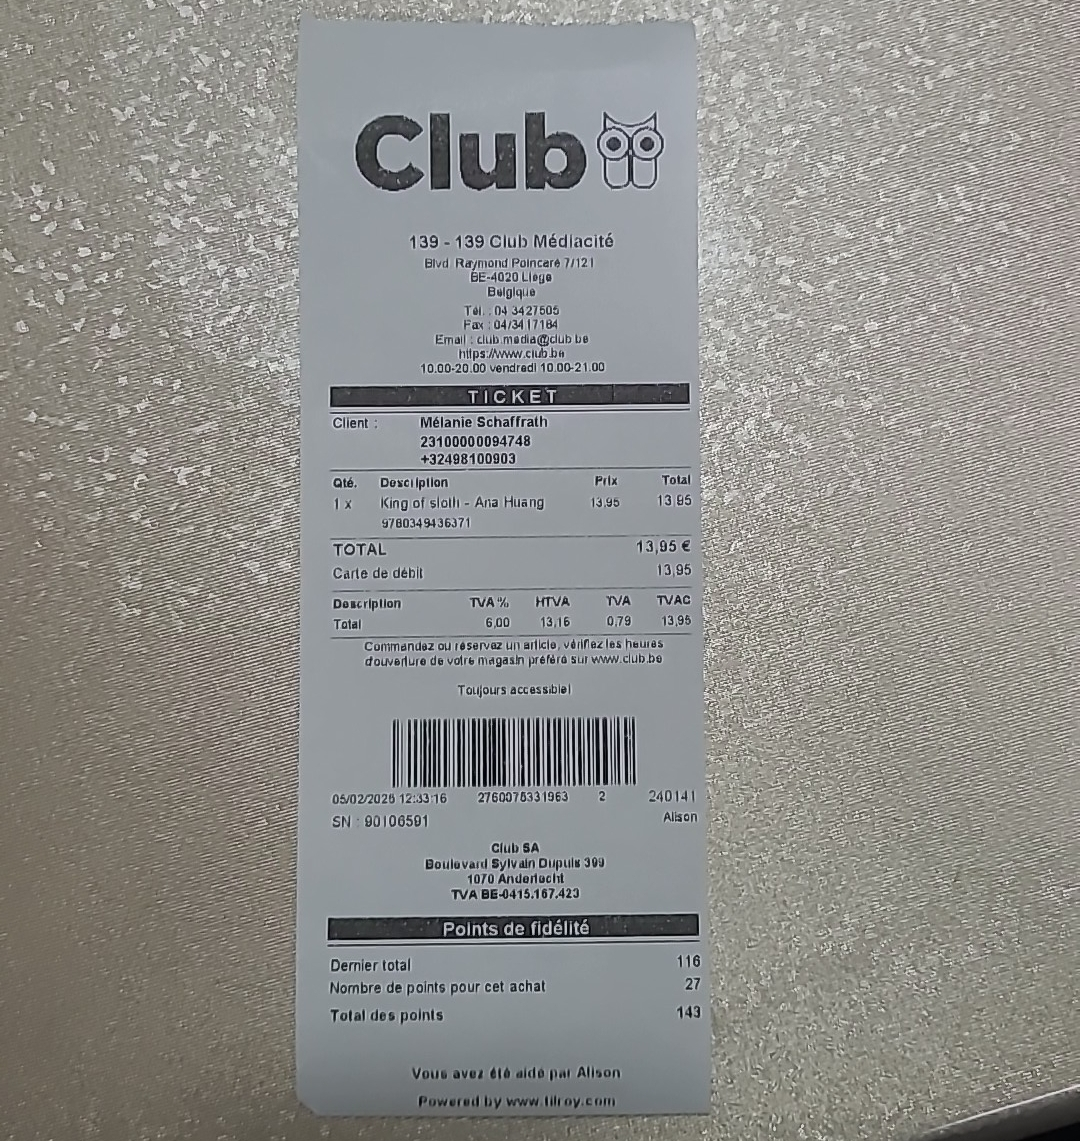 Club
139 - 139 Club Médiacité
Blvd Raymond Poincaré 7/121
BE-4020 Liege
Belgique
Tél. : 04 3427505
Fax : 04/3417184
Email : club.media@club.be
https://www.club.be
10.00-20.00 vendredi 10.00-21.00
TICKET
Client : Mélanie Schaffrath
23100000094748
+32498100903
Qté. Description Prix Total
1 x King of sloth - Ana Huang 13,95 13,95
9780349436371
TOTAL 13,95 €
Carte de débit 13,95
Description TVA % HTVA TVA TVAC
Total 6,00 13,16 0,79 13,95
Commandez ou réservez un article, vérifiez les heures
d'ouverture de votre magasin préféré sur www.club.be
Toujours accessible!
05/02/2025 12:33:16 2760075331963 2 240141
SN : 90106591 Alison
Club SA
Boulevard Sylvain Dupuis 399
1070 Anderlecht
TVA BE-0415.167.423
Points de fidélité
Dernier total 116
Nombre de points pour cet achat 27
Total des points 143
Vous avez été aidé par Alison
Powered by www.tilroy.com